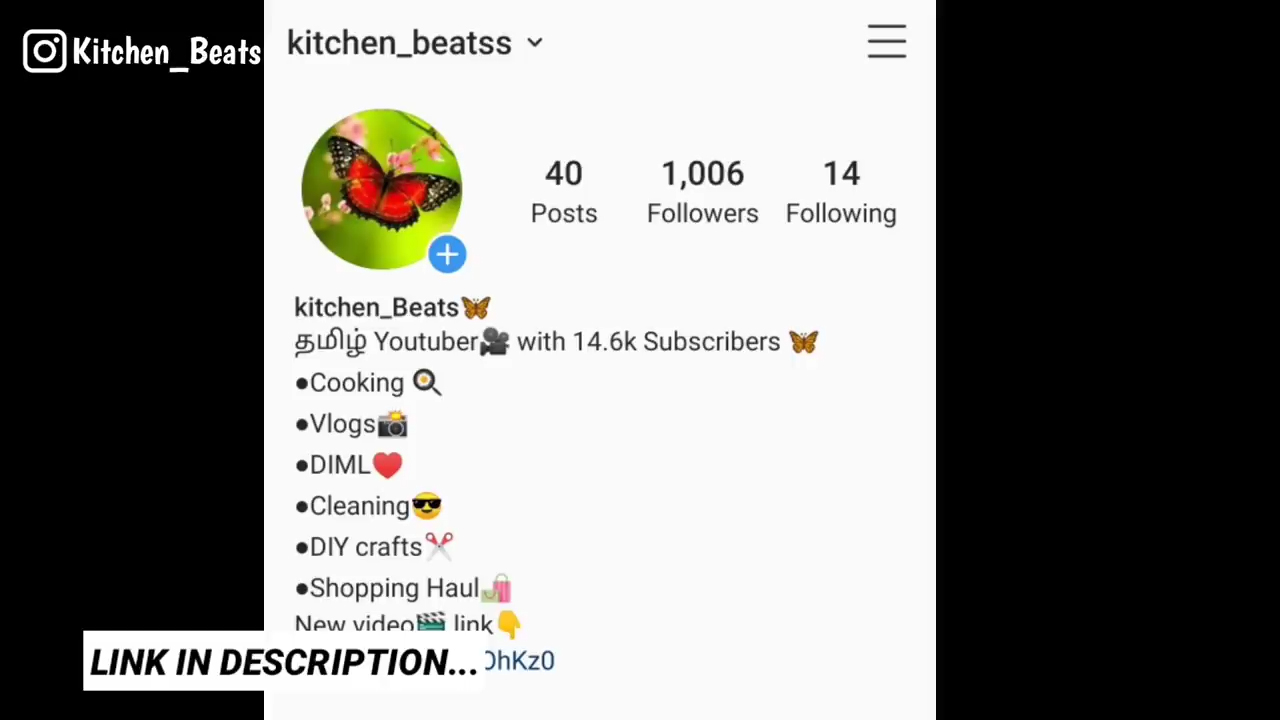 Kitchen_Beats
kitchen_beatss
40
1,006
14
Posts
Followers
Following
kitchen_Beats🦋
தமிழ் Youtuber🎥 with 14.6k Subscribers 🦋
●Cooking 🍳
●Vlogs📸
●DIML♥️
●Cleaning😎
●DIY crafts✂️
●Shopping Haul🛍️
New video🎬 link👇
LINK IN DESCRIPTION...
OhKz0